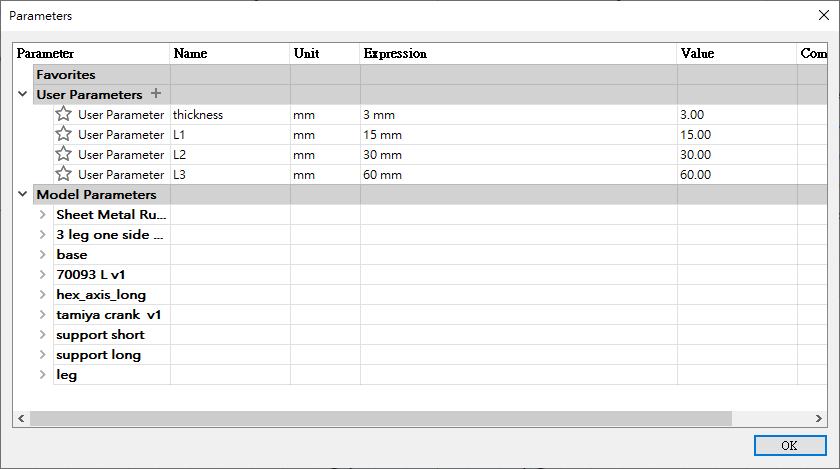 Parameters
Parameter Name Unit Expression Value Com
Favorites
User Parameters +
User Parameter thickness mm 3 mm 3.00
User Parameter L1 mm 15 mm 15.00
User Parameter L2 mm 30 mm 30.00
User Parameter L3 mm 60 mm 60.00
Model Parameters
Sheet Metal Ru...
3 leg one side ...
base
70093 L v1
hex_axis_long
tamiya crank v1
support short
support long
leg
OK